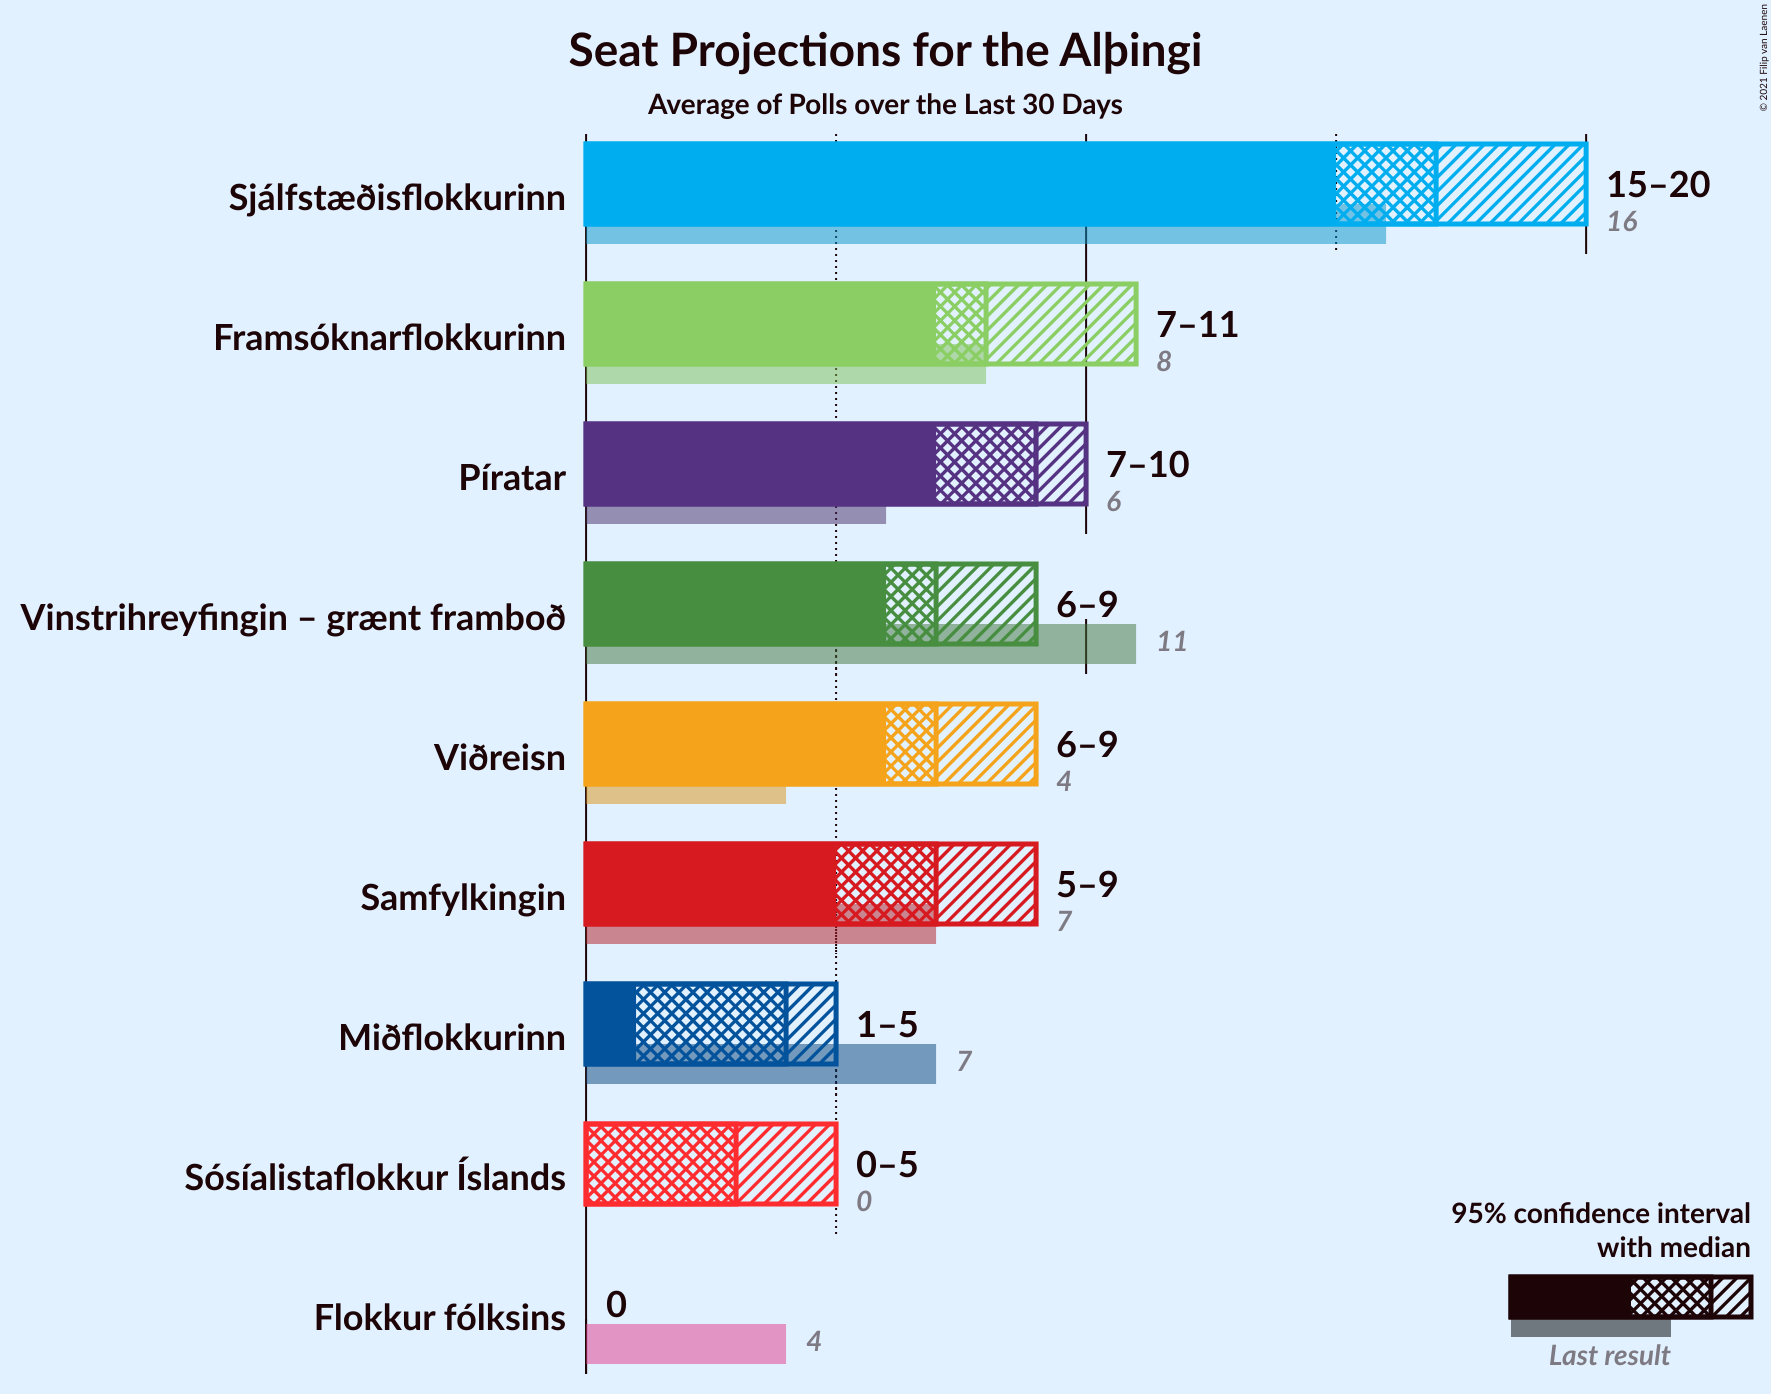 Seat Projections for the Alþingi
Average of Polls over the Last 30 Days
© 2021 Filip van Laenen
Sjálfstæðisflokkurinn
15–20
16
Framsóknarflokkurinn
7–11
8
Píratar
7–10
6
Vinstrihreyfingin – grænt framboð
6–9
11
Viðreisn
6–9
4
Samfylkingin
5–9
7
Miðflokkurinn
1–5
7
Sósíalistaflokkur Íslands
0–5
0
Flokkur fólksins
0
4
95% confidence interval
with median
Last result